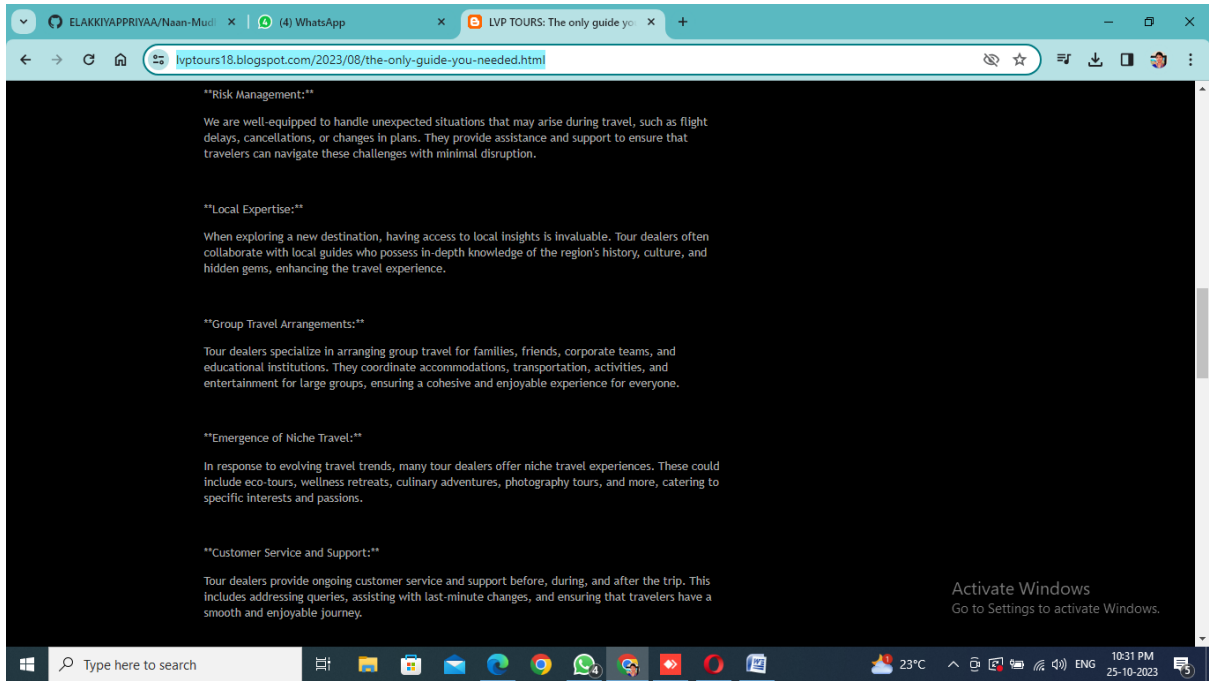 ELAKKIYAPPRIYAA/Naan-Mud
(4) WhatsApp
LVP TOURS: The only guide yo
lvptours18.blogspot.com/2023/08/the-only-guide-you-needed.html
**Risk Management:**
We are well-equipped to handle unexpected situations that may arise during travel, such as flight
delays, cancellations, or changes in plans. They provide assistance and support to ensure that
travelers can navigate these challenges with minimal disruption.
**Local Expertise:**
When exploring a new destination, having access to local insights is invaluable. Tour dealers often
collaborate with local guides who possess in-depth knowledge of the region's history, culture, and
hidden gems, enhancing the travel experience.
**Group Travel Arrangements:**
Tour dealers specialize in arranging group travel for families, friends, corporate teams, and
educational institutions. They coordinate accommodations, transportation, activities, and
entertainment for large groups, ensuring a cohesive and enjoyable experience for everyone.
**Emergence of Niche Travel:**
In response to evolving travel trends, many tour dealers offer niche travel experiences. These could
include eco-tours, wellness retreats, culinary adventures, photography tours, and more, catering to
specific interests and passions.
**Customer Service and Support:**
Tour dealers provide ongoing customer service and support before, during, and after the trip. This
includes addressing queries, assisting with last-minute changes, and ensuring that travelers have a
smooth and enjoyable journey.
Activate Windows
Go to Settings to activate Windows.
Type here to search
23°C
ENG
10:31 PM
25-10-2023